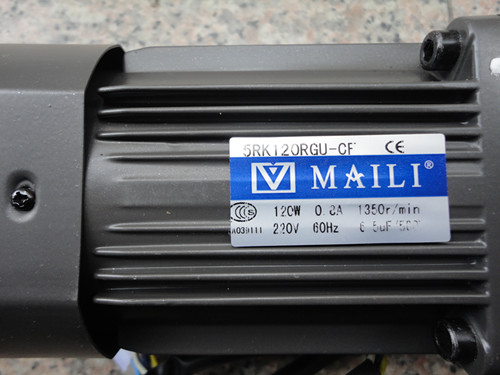 5RK120RGU-CF CE
MAILI®
120W 0.8A 1350r/min
220V 60Hz